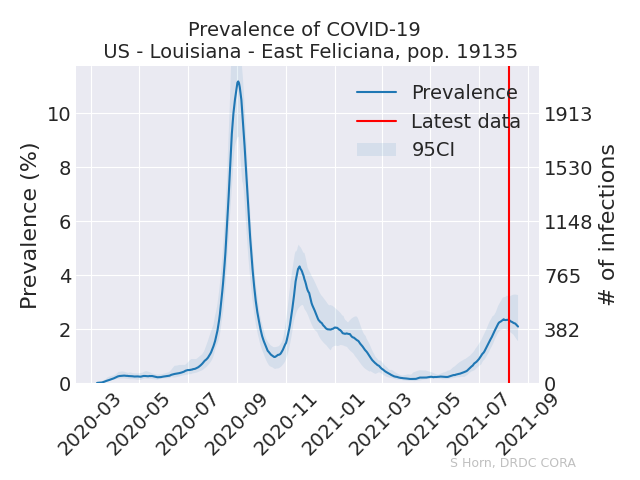 Prevalence of COVID-19
US - Louisiana - East Feliciana, pop. 19135
Prevalence
Latest data
95CI
Prevalence (%)
10
8
6
4
2
0
1913
1530
1148
765
382
0
# of infections
2020-03
2020-05
2020-07
2020-09
2020-11
2021-01
2021-03
2021-05
2021-07
2021-09
S Horn, DRDC CORA